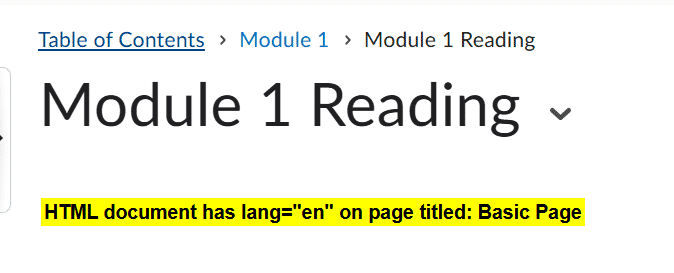 Table of Contents > Module 1 > Module 1 Reading
Module 1 Reading
HTML document has lang="en" on page titled: Basic Page